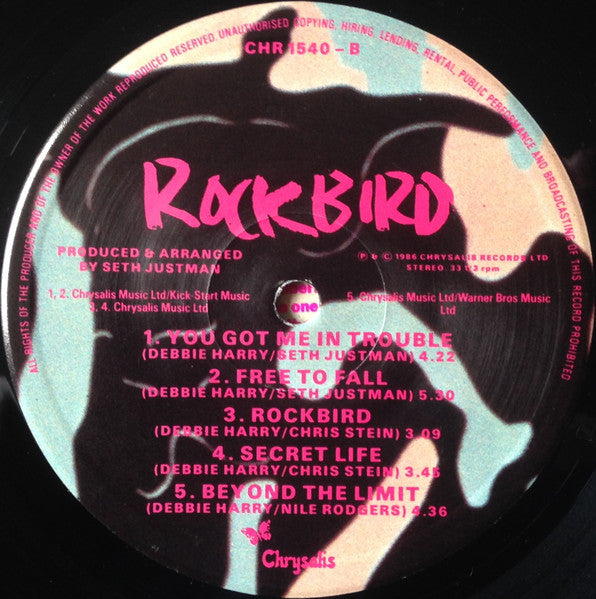 ALL RIGHTS OF THE PRODUCER AND OF THE OWNER OF THE WORK REPRODUCED RESERVED. UNAUTHORISED COPYING, HIRING, LENDING, RENTAL, PUBLIC PERFORMANCE AND BROADCASTING OF THIS RECORD PROHIBITED
CHR 1540 – B
ROCKBIRD
PRODUCED & ARRANGED
BY SETH JUSTMAN
Ⓟ & © 1986 CHRYSALIS RECORDS LTD
STEREO 33 1/3 rpm
1, 2. Chrysalis Music Ltd/Kick-Start Music
3, 4. Chrysalis Music Ltd
5. Chrysalis Music Ltd/Warner Bros Music
Ltd
one
1. YOU GOT ME IN TROUBLE
(DEBBIE HARRY/SETH JUSTMAN) 4.22
2. FREE TO FALL
(DEBBIE HARRY/SETH JUSTMAN) 5.30
3. ROCKBIRD
(DEBBIE HARRY/CHRIS STEIN) 3.09
4. SECRET LIFE
(DEBBIE HARRY/CHRIS STEIN) 3.45
5. BEYOND THE LIMIT
(DEBBIE HARRY/NILE RODGERS) 4.36
Chrysalis